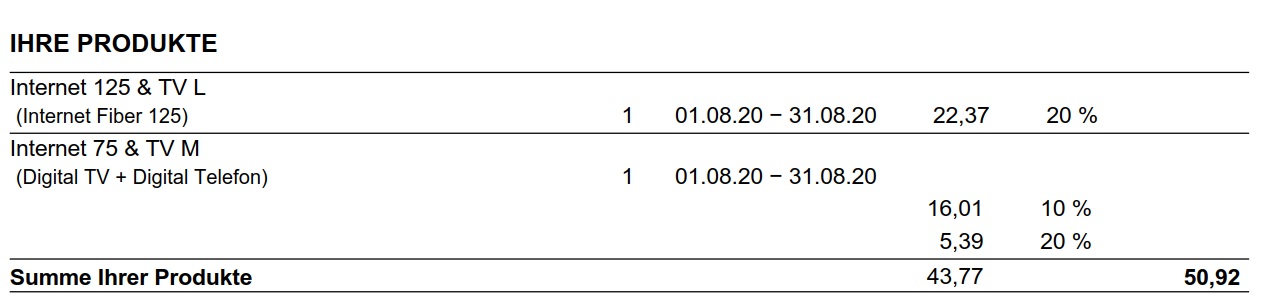 IHRE PRODUKTE
Internet 125 & TV L
(Internet Fiber 125) 1 01.08.20 − 31.08.20 22,37 20 %
Internet 75 & TV M
(Digital TV + Digital Telefon) 1 01.08.20 − 31.08.20
16,01 10 %
5,39 20 %
Summe Ihrer Produkte 43,77 50,92